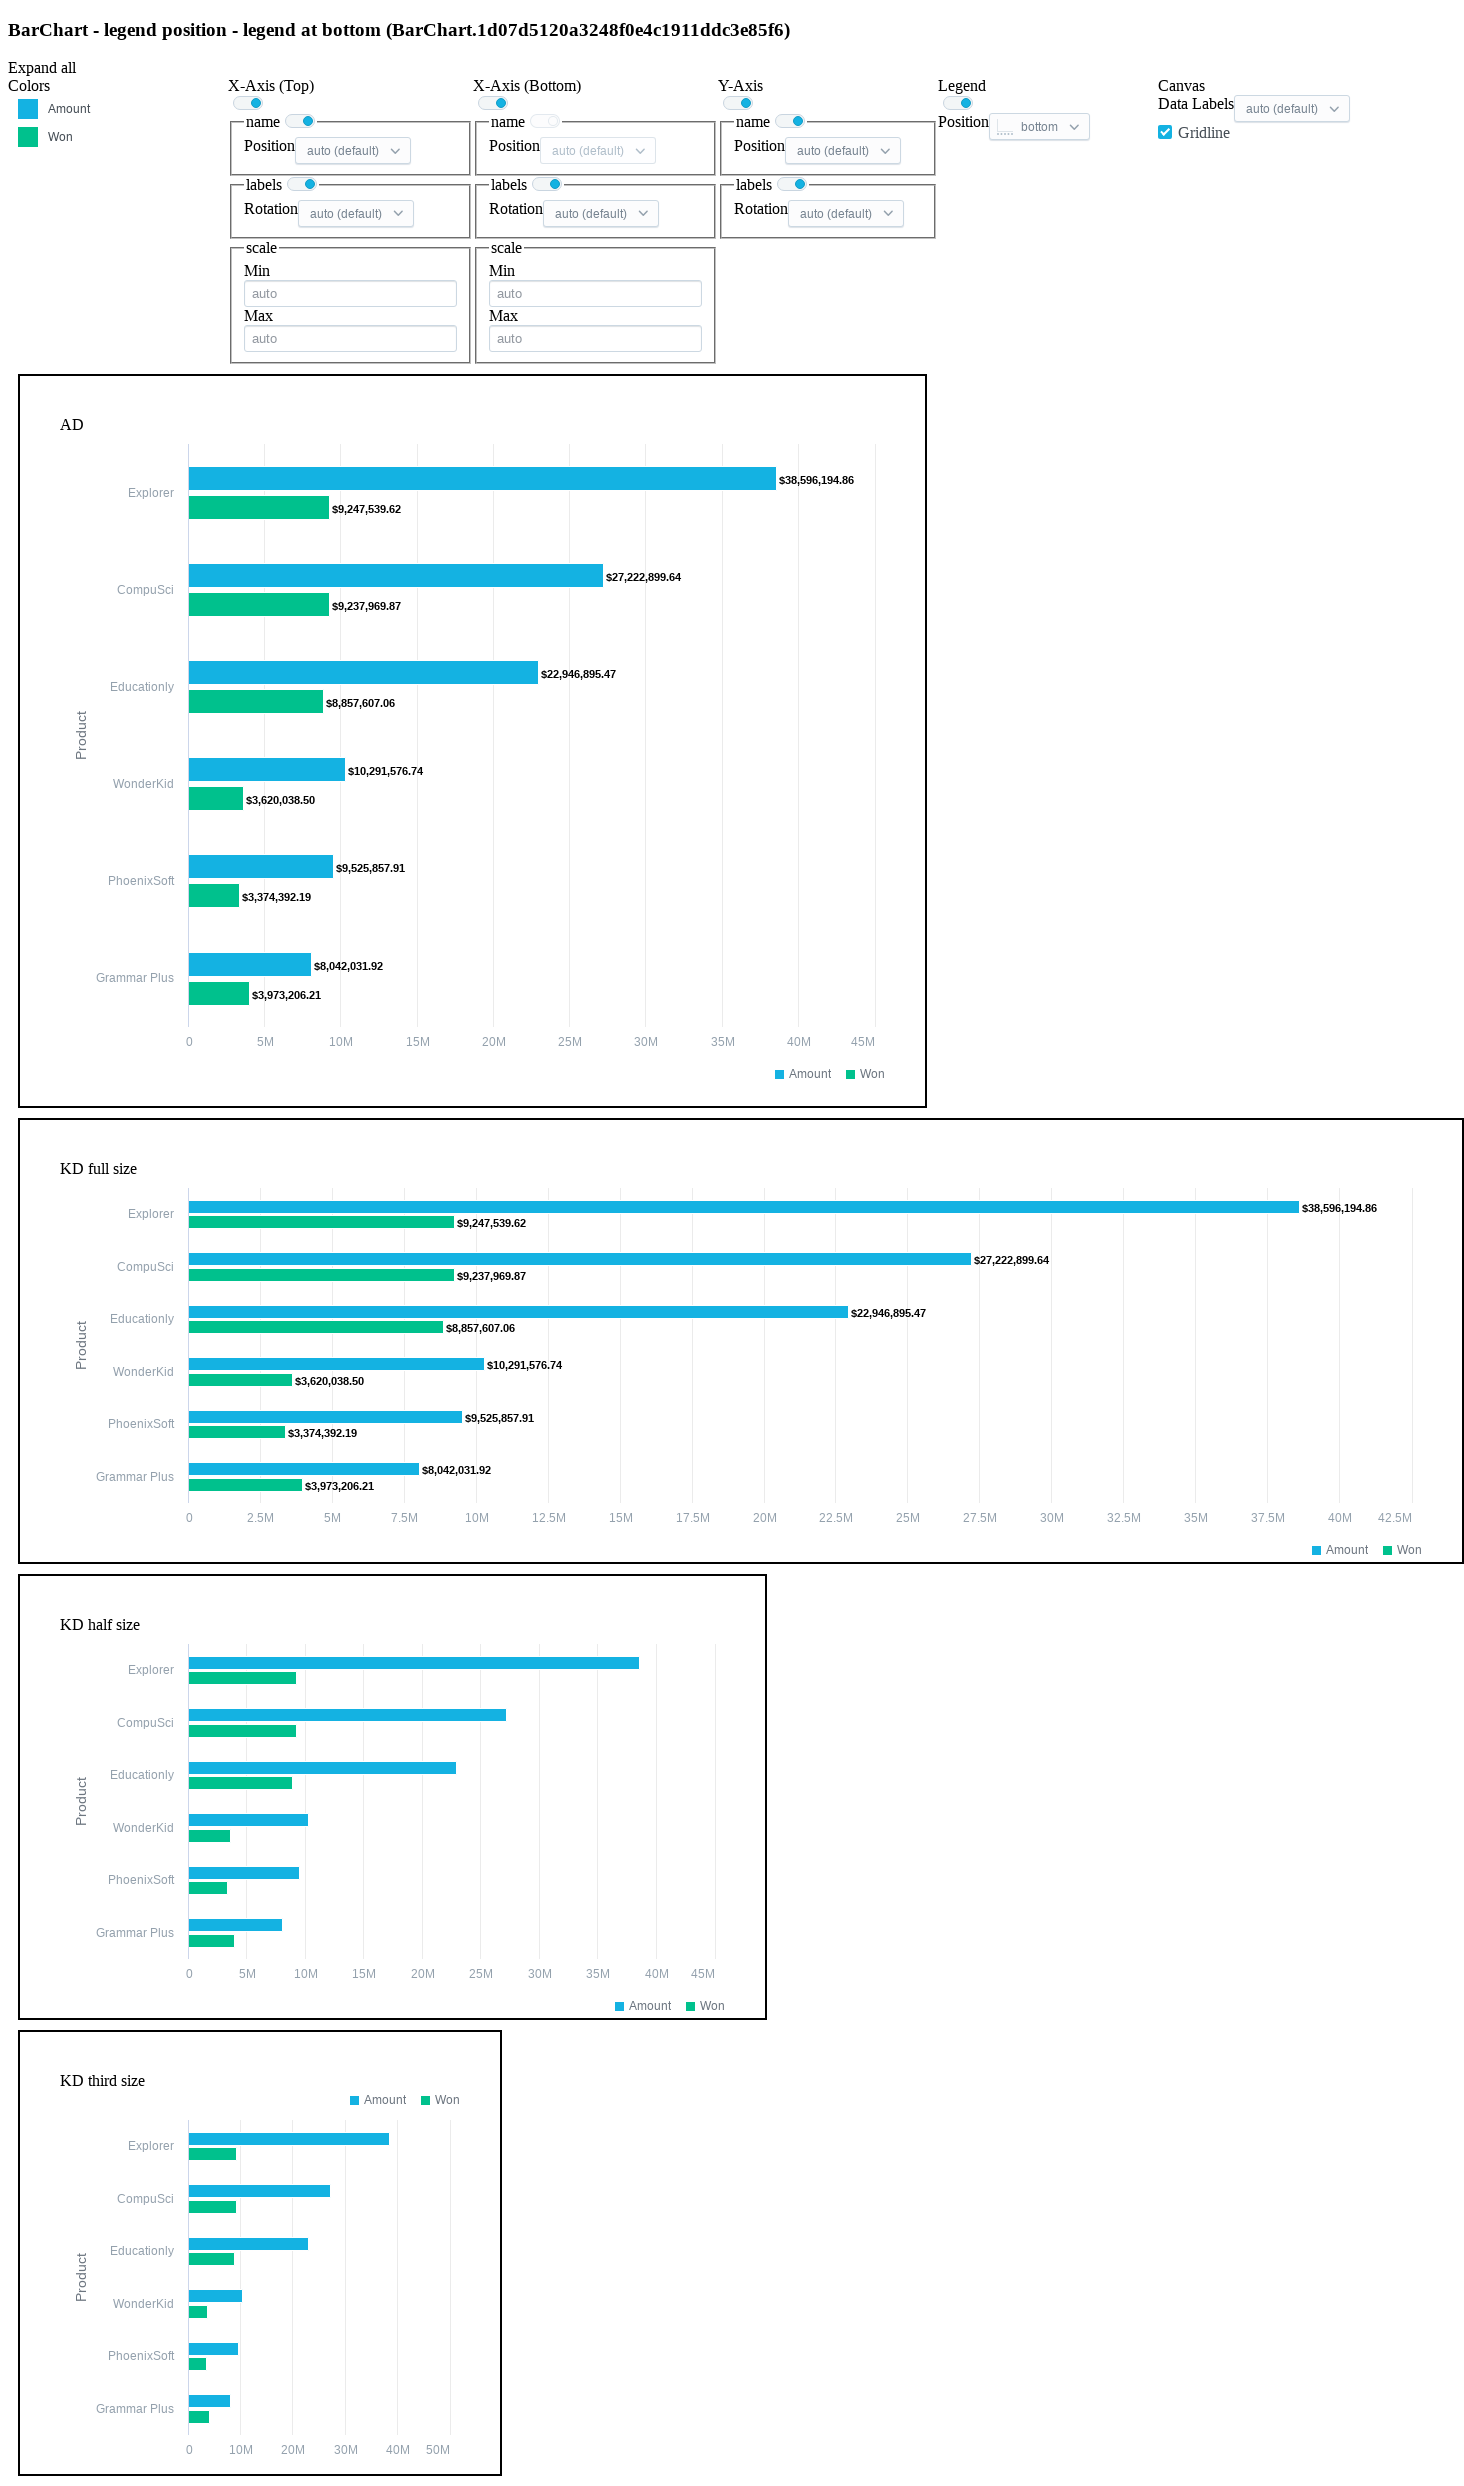 BarChart - legend position - legend at bottom (BarChart.1d07d5120a3248f0e4c1911ddc3e85f6)
Expand all
Colors
Amount
Won
X-Axis (Top)
name
Position auto (default)
labels
Rotation auto (default)
scale
Min
auto
Max
auto
X-Axis (Bottom)
name
Position auto (default)
labels
Rotation auto (default)
scale
Min
auto
Max
auto
Y-Axis
name
Position auto (default)
labels
Rotation auto (default)
Legend
Position bottom
Canvas
Data Labels auto (default)
Gridline
AD
Product
Explorer
$38,596,194.86
$9,247,539.62
CompuSci
$27,222,899.64
$9,237,969.87
Educationly
$22,946,895.47
$8,857,607.06
WonderKid
$10,291,576.74
$3,620,038.50
PhoenixSoft
$9,525,857.91
$3,374,392.19
Grammar Plus
$8,042,031.92
$3,973,206.21
0 5M 10M 15M 20M 25M 30M 35M 40M 45M
Amount Won
KD full size
Product
Explorer
$38,596,194.86
$9,247,539.62
CompuSci
$27,222,899.64
$9,237,969.87
Educationly
$22,946,895.47
$8,857,607.06
WonderKid
$10,291,576.74
$3,620,038.50
PhoenixSoft
$9,525,857.91
$3,374,392.19
Grammar Plus
$8,042,031.92
$3,973,206.21
0 2.5M 5M 7.5M 10M 12.5M 15M 17.5M 20M 22.5M 25M 27.5M 30M 32.5M 35M 37.5M 40M 42.5M
Amount Won
KD half size
Product
Explorer
CompuSci
Educationly
WonderKid
PhoenixSoft
Grammar Plus
0 5M 10M 15M 20M 25M 30M 35M 40M 45M
Amount Won
KD third size
Amount Won
Product
Explorer
CompuSci
Educationly
WonderKid
PhoenixSoft
Grammar Plus
0 10M 20M 30M 40M 50M